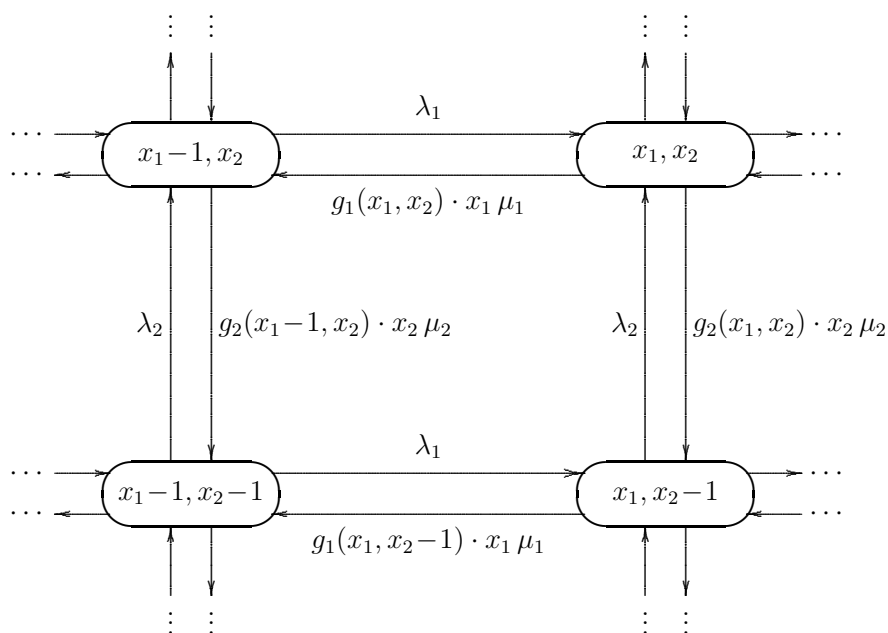 ⋮ ⋮ ⋮ ⋮
λ₁
⋯ x₁−1, x₂ x₁, x₂ ⋯
⋯ ⋯
g₁(x₁, x₂) · x₁ μ₁
λ₂ g₂(x₁−1, x₂) · x₂ μ₂ λ₂ g₂(x₁, x₂) · x₂ μ₂
λ₁
⋯ x₁−1, x₂−1 x₁, x₂−1 ⋯
⋯ ⋯
g₁(x₁, x₂−1) · x₁ μ₁
⋮ ⋮ ⋮ ⋮